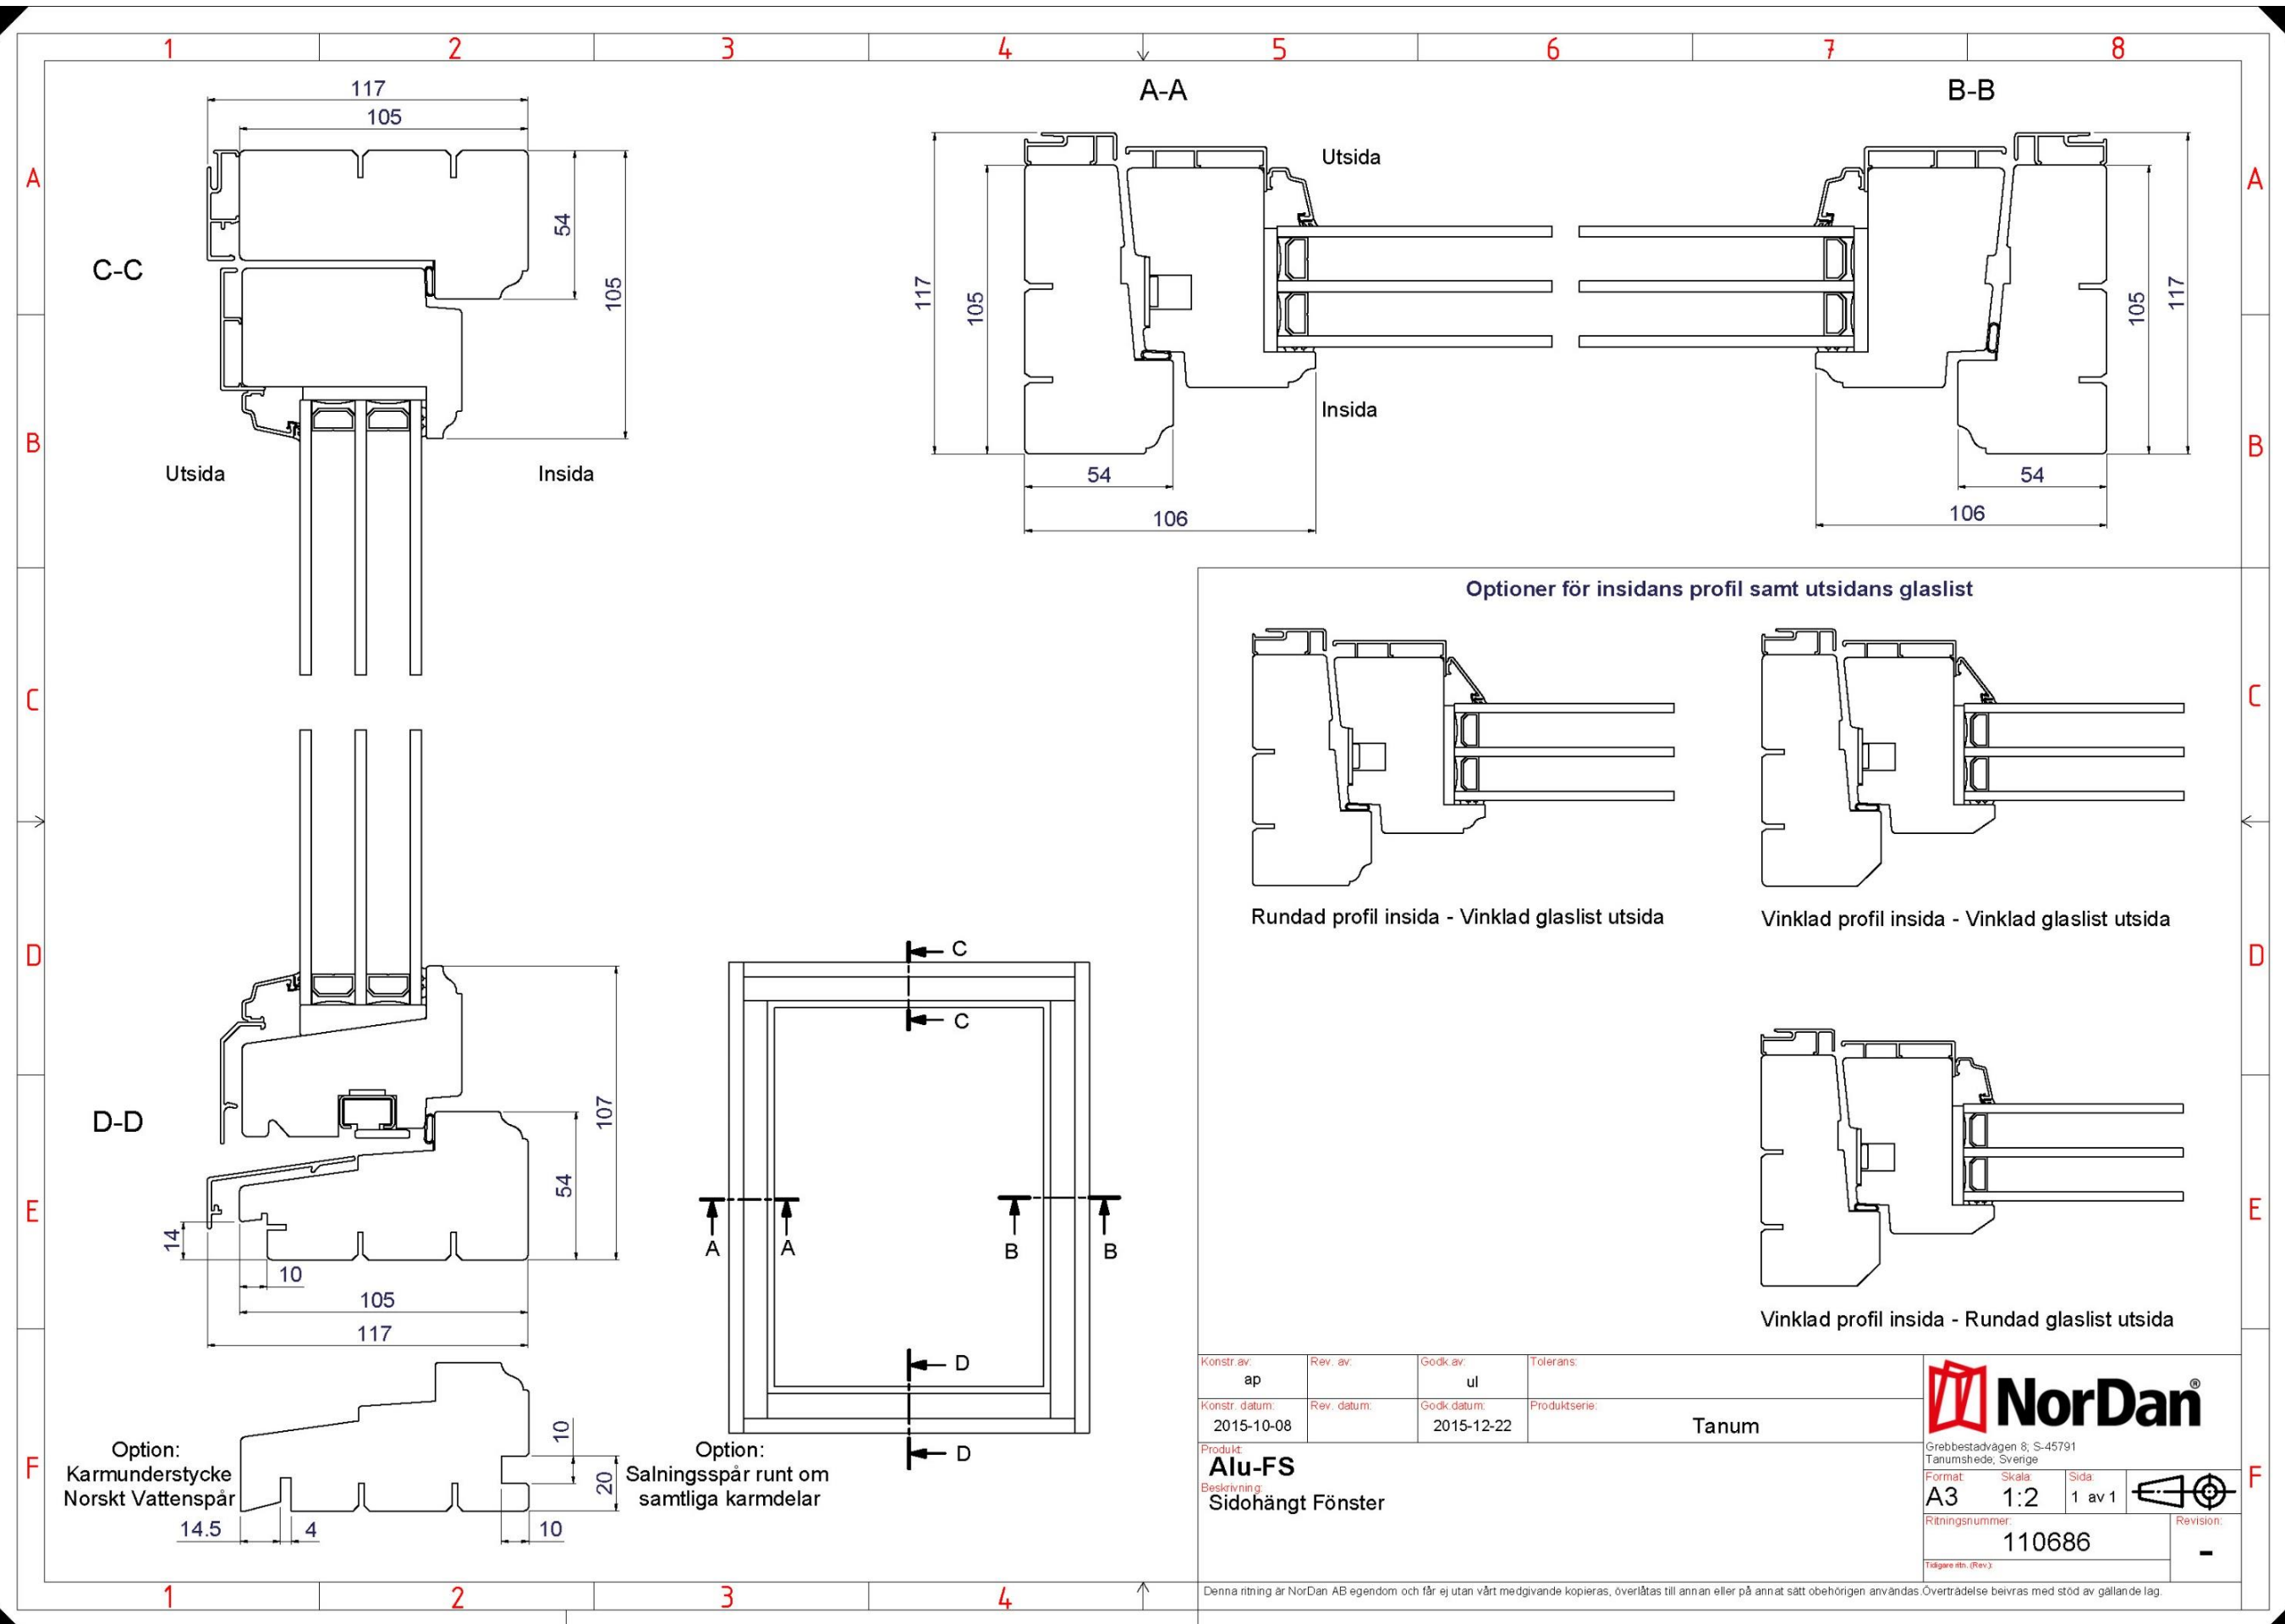 1 2 3 4 5 6 7 8
A
B
C
D
E
F
A
B
C
D
E
F
C-C
117
105
54
105
Utsida
Insida
A-A
117
105
Utsida
Insida
54
106
B-B
105
117
54
106
D-D
107
54
14
10
105
117
Option:
Karmunderstycke
Norskt Vattenspår
14.5
4
10
20
10
Option:
Salningsspår runt om
samtliga karmdelar
C
C
A
A
B
B
D
D
Optioner för insidans profil samt utsidans glaslist
Rundad profil insida - Vinklad glaslist utsida
Vinklad profil insida - Vinklad glaslist utsida
Vinklad profil insida - Rundad glaslist utsida
Konstr.av:
ap
Rev. av:
Godk.av:
ul
Tolerans:
Konstr. datum:
2015-10-08
Rev. datum:
Godk.datum:
2015-12-22
Produktserie:
Tanum
Produkt:
Alu-FS
Beskrivning:
Sidohängt Fönster
NorDan®
Grebbestadvägen 8; S-45791
Tanumshede; Sverige
Format:
A3
Skala:
1:2
Sida:
1 av 1
Ritningsnummer:
110686
Revision:
-
Tidigare ritn. (Rev.):
Denna ritning är NorDan AB egendom och får ej utan vårt medgivande kopieras, överlåtas till annan eller på annat sätt obehörigen användas.Överträdelse beivras med stöd av gällande lag.
1 2 3 4